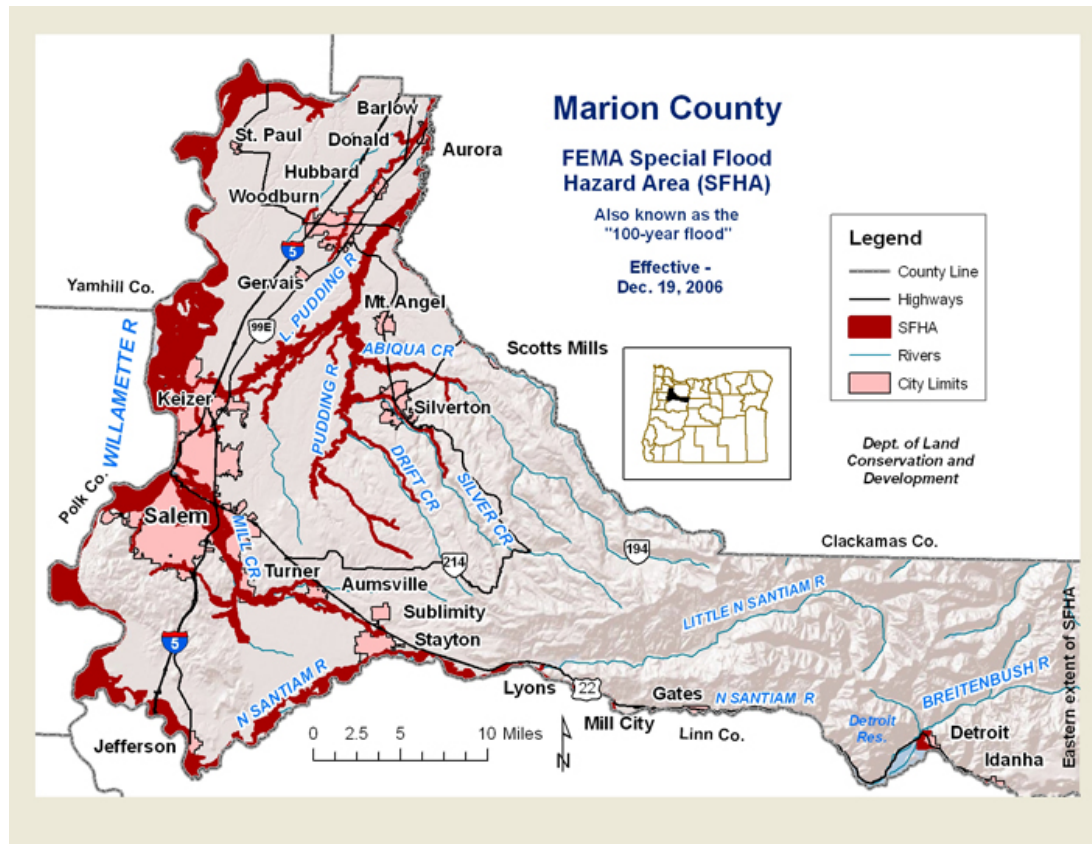 Marion County
FEMA Special Flood
Hazard Area (SFHA)
Also known as the
"100-year flood"
Effective -
Dec. 19, 2006
Legend
County Line
Highways
SFHA
Rivers
City Limits
Dept. of Land
Conservation and
Development
Barlow
St. Paul
Donald
Aurora
Hubbard
Woodburn
5
Gervais
L. PUDDING R
Yamhill Co.
Mt. Angel
99E
WILLAMETTE R
ABIQUA CR
Scotts Mills
Keizer
Silverton
PUDDING R
DRIFT CR
SILVER CR
Polk Co.
Salem
MILL CR
214
194
Clackamas Co.
Turner
Aumsville
Sublimity
Stayton
LITTLE N SANTIAM R
5
N SANTIAM R
Lyons
22
Gates
N SANTIAM R
BREITENBUSH R
Eastern extent of SFHA
Mill City
Linn Co.
Detroit
Res.
Detroit
Idanha
Jefferson
0 2.5 5 10 Miles
N